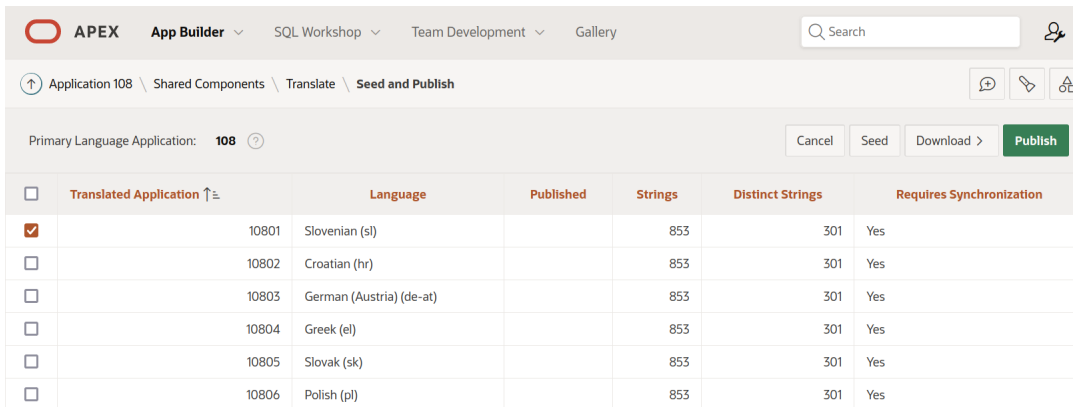 APEX App Builder SQL Workshop Team Development Gallery Search
Application 108 \ Shared Components \ Translate \ Seed and Publish
Primary Language Application: 108 ? Cancel Seed Download > Publish
Translated Application Language Published Strings Distinct Strings Requires Synchronization
10801 Slovenian (sl) 853 301 Yes
10802 Croatian (hr) 853 301 Yes
10803 German (Austria) (de-at) 853 301 Yes
10804 Greek (el) 853 301 Yes
10805 Slovak (sk) 853 301 Yes
10806 Polish (pl) 853 301 Yes